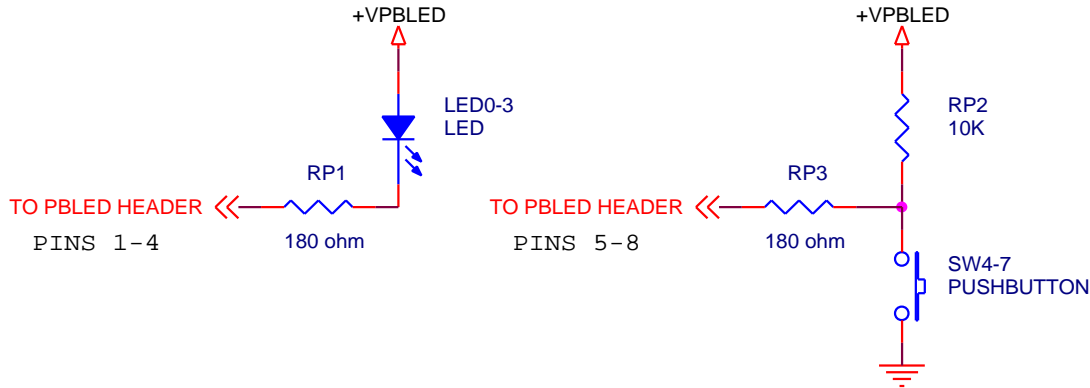 +VPBLED
LED0-3
LED
RP1
TO PBLED HEADER
180 ohm
PINS 1-4
+VPBLED
RP2
10K
RP3
TO PBLED HEADER
180 ohm
PINS 5-8
SW4-7
PUSHBUTTON